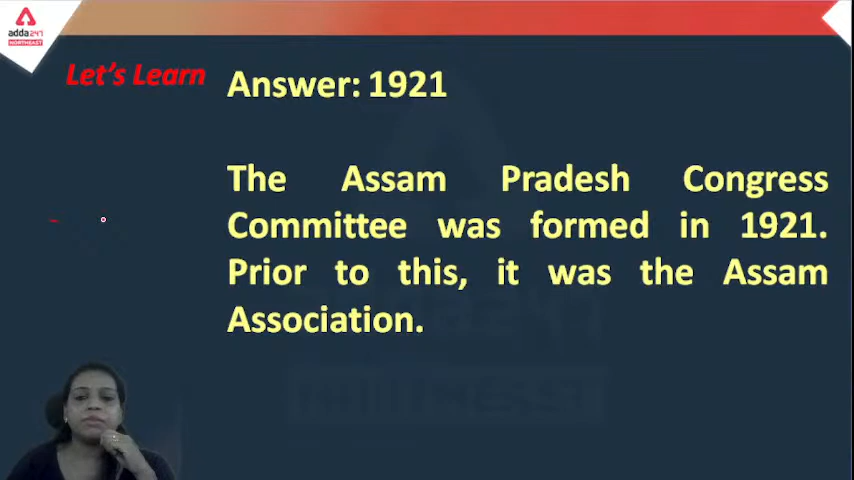 adda247
NORTHEAST
Let's Learn
Answer: 1921
The Assam Pradesh Congress
Committee was formed in 1921.
Prior to this, it was the Assam
Association.